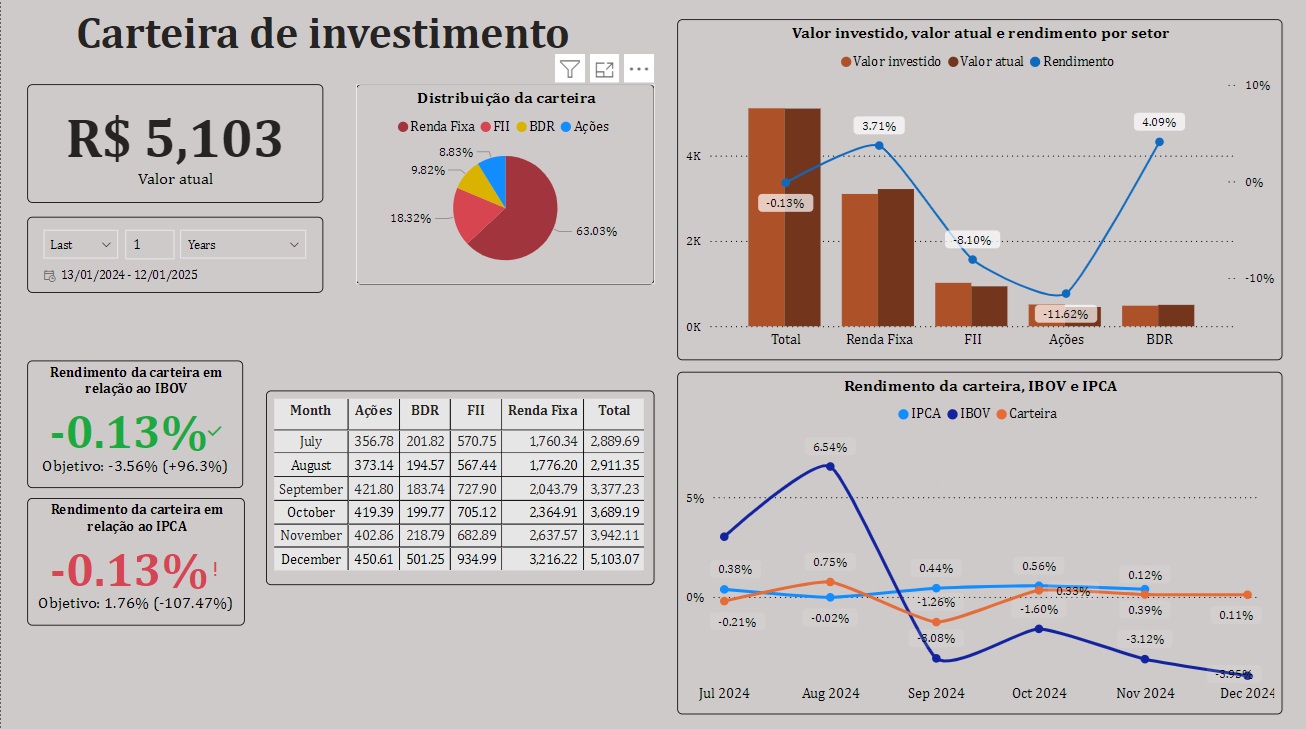 Carteira de investimento
R$ 5,103
Valor atual
Last 1 Years
13/01/2024 - 12/01/2025
Distribuição da carteira
Renda Fixa FII BDR Ações
8.83%
9.82%
18.32%
63.03%
Rendimento da carteira em
relação ao IBOV
-0.13%
Objetivo: -3.56% (+96.3%)
Rendimento da carteira em
relação ao IPCA
-0.13%!
Objetivo: 1.76% (-107.47%)
Month Ações BDR FII Renda Fixa Total
July 356.78 201.82 570.75 1,760.34 2,889.69
August 373.14 194.57 567.44 1,776.20 2,911.35
September 421.80 183.74 727.90 2,043.79 3,377.23
October 419.39 199.77 705.12 2,364.91 3,689.19
November 402.86 218.79 682.89 2,637.57 3,942.11
December 450.61 501.25 934.99 3,216.22 5,103.07
Valor investido, valor atual e rendimento por setor
Valor investido Valor atual Rendimento
10%
3.71% 4.09%
4K
0%
-0.13%
2K
-8.10%
-10%
-11.62%
0K
Total Renda Fixa FII Ações BDR
Rendimento da carteira, IBOV e IPCA
IPCA IBOV Carteira
6.54%
5%
0.38% 0.75% 0.44% 0.56% 0.12%
0% 0.33%
-1.26%
-0.21% -0.02% -1.60% 0.39% 0.11%
-3.08% -3.12%
-3.95%
Jul 2024 Aug 2024 Sep 2024 Oct 2024 Nov 2024 Dec 2024